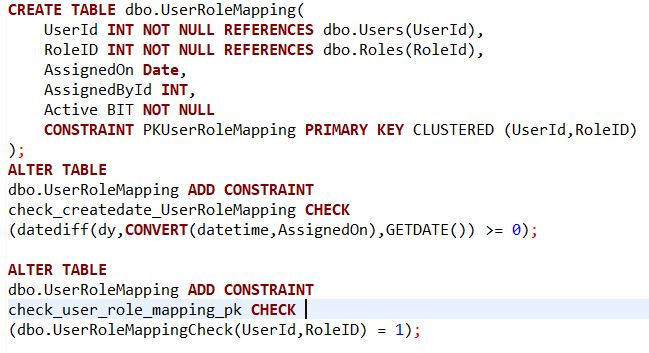 CREATE TABLE dbo.UserRoleMapping(
UserId INT NOT NULL REFERENCES dbo.Users(UserId),
RoleID INT NOT NULL REFERENCES dbo.Roles(RoleId),
AssignedOn Date,
AssignedById INT,
Active BIT NOT NULL
CONSTRAINT PKUserRoleMapping PRIMARY KEY CLUSTERED (UserId,RoleID)
);
ALTER TABLE
dbo.UserRoleMapping ADD CONSTRAINT
check_createdate_UserRoleMapping CHECK
(datediff(dy,CONVERT(datetime,AssignedOn),GETDATE()) >= 0);
ALTER TABLE
dbo.UserRoleMapping ADD CONSTRAINT
check_user_role_mapping_pk CHECK
(dbo.UserRoleMappingCheck(UserId,RoleID) = 1);